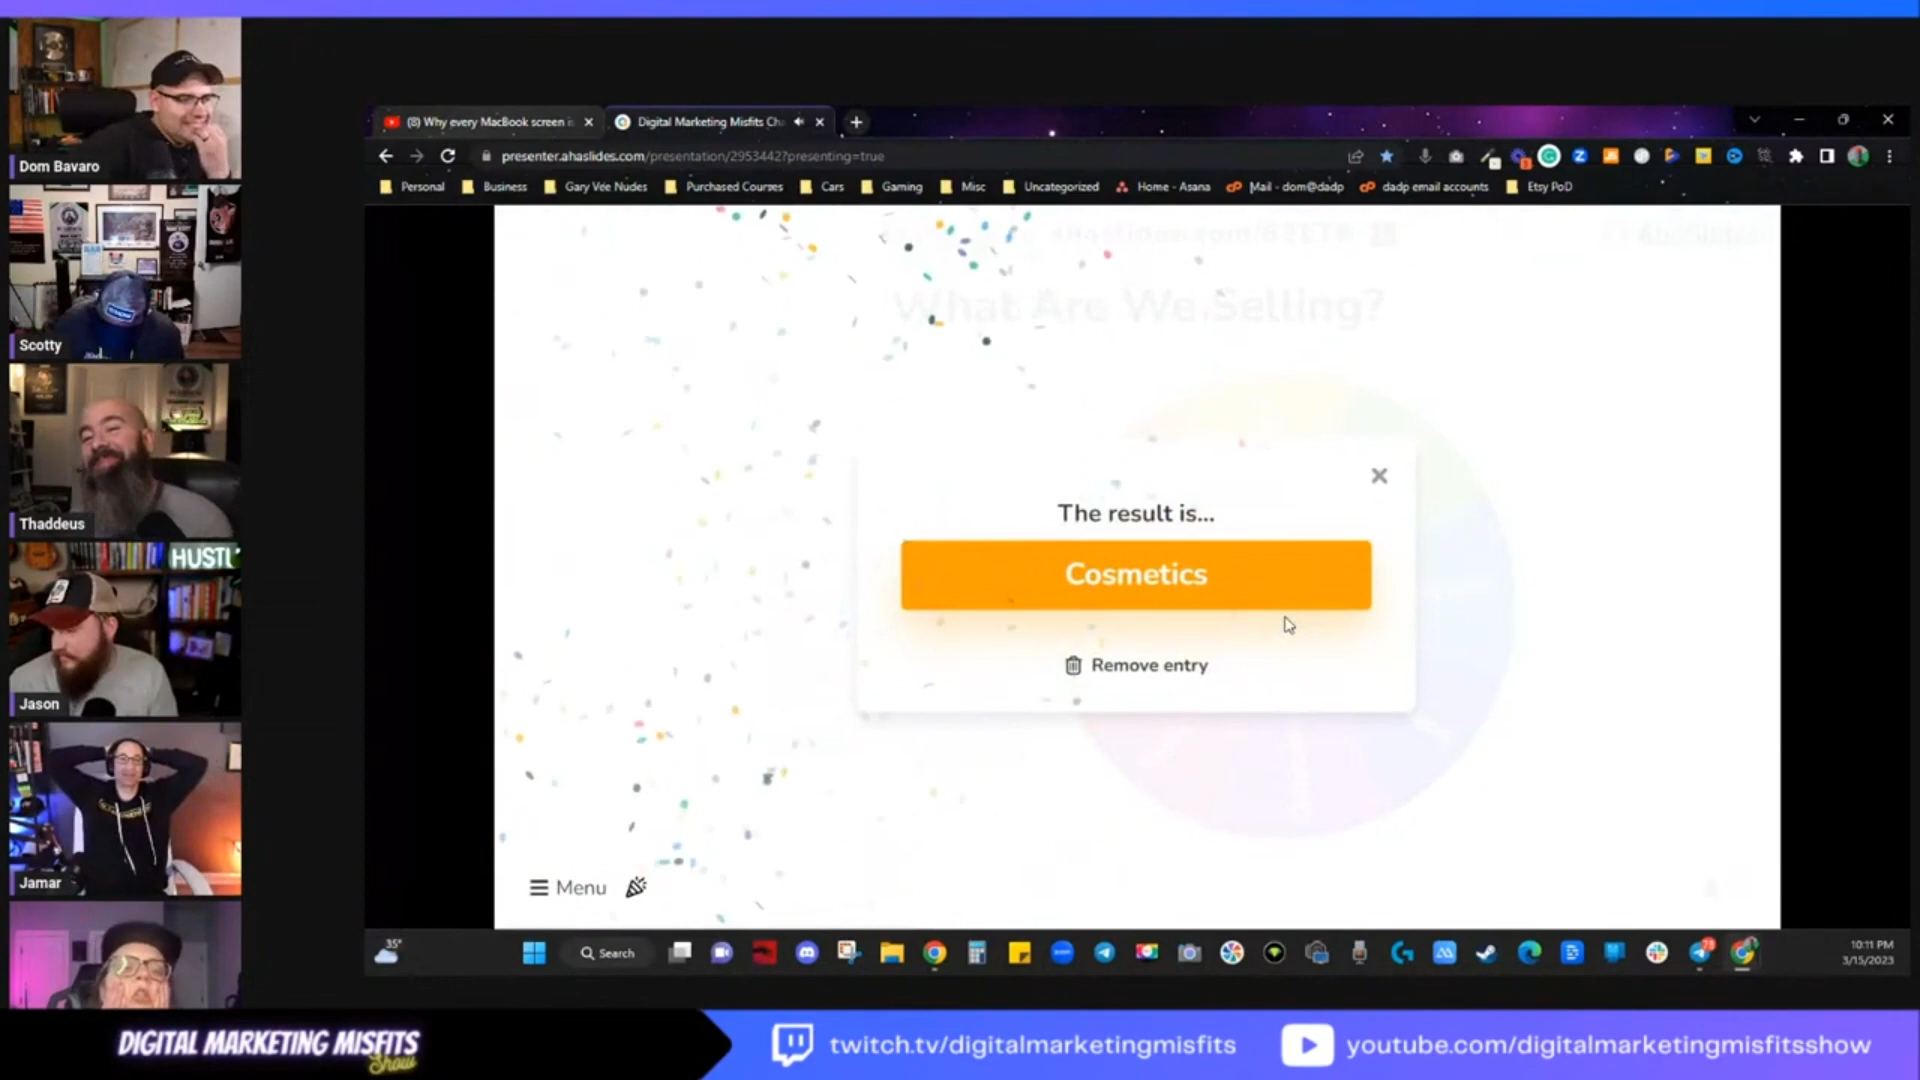 Dom Bavaro
Scotty
Thaddeus
HUSTL
Jason
Jamar
(8) Why every MacBook screen i
Digital Marketing Misfits Ch
presenter.ahaslides.com/presentation/2953442?presenting=true
Personal
Business
Gary Vee Nudes
Purchased Courses
Cars
Gaming
Misc
Uncategorized
Home - Asana
Mail - dom@dadp
dadp email accounts
Etsy PoD
What Are We Selling?
The result is...
Cosmetics
Remove entry
Menu
35°
Search
78
10:11 PM
3/15/2023
DIGITAL MARKETING MISFITS
Show
twitch.tv/digitalmarketingmisfits
youtube.com/digitalmarketingmisfitsshow